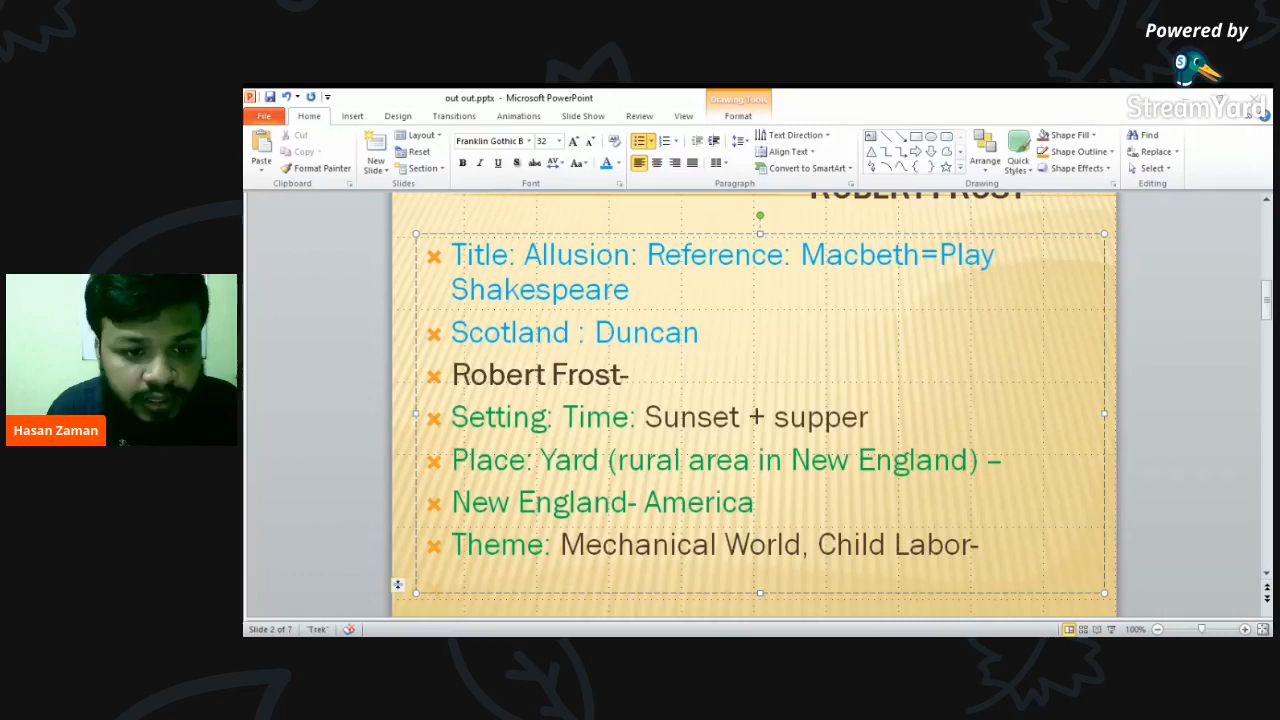 Powered by
StreamYard
out out.pptx - Microsoft PowerPoint
Drawing Tools
File Home Insert Design Transitions Animations Slide Show Review View Format
Paste
Cut
Copy
Format Painter
Clipboard
New
Slide
Layout
Reset
Section
Slides
Franklin Gothic B 32
Font
Paragraph
Text Direction
Align Text
Convert to SmartArt
Arrange
Quick
Styles
Shape Fill
Shape Outline
Shape Effects
Drawing
Find
Replace
Select
Editing
ROBERT FROST
Title: Allusion: Reference: Macbeth=Play
Shakespeare
Scotland : Duncan
Robert Frost-
Setting: Time: Sunset + supper
Place: Yard (rural area in New England) –
New England- America
Theme: Mechanical World, Child Labor-
Hasan Zaman
Slide 2 of 7 "Trek" 100%